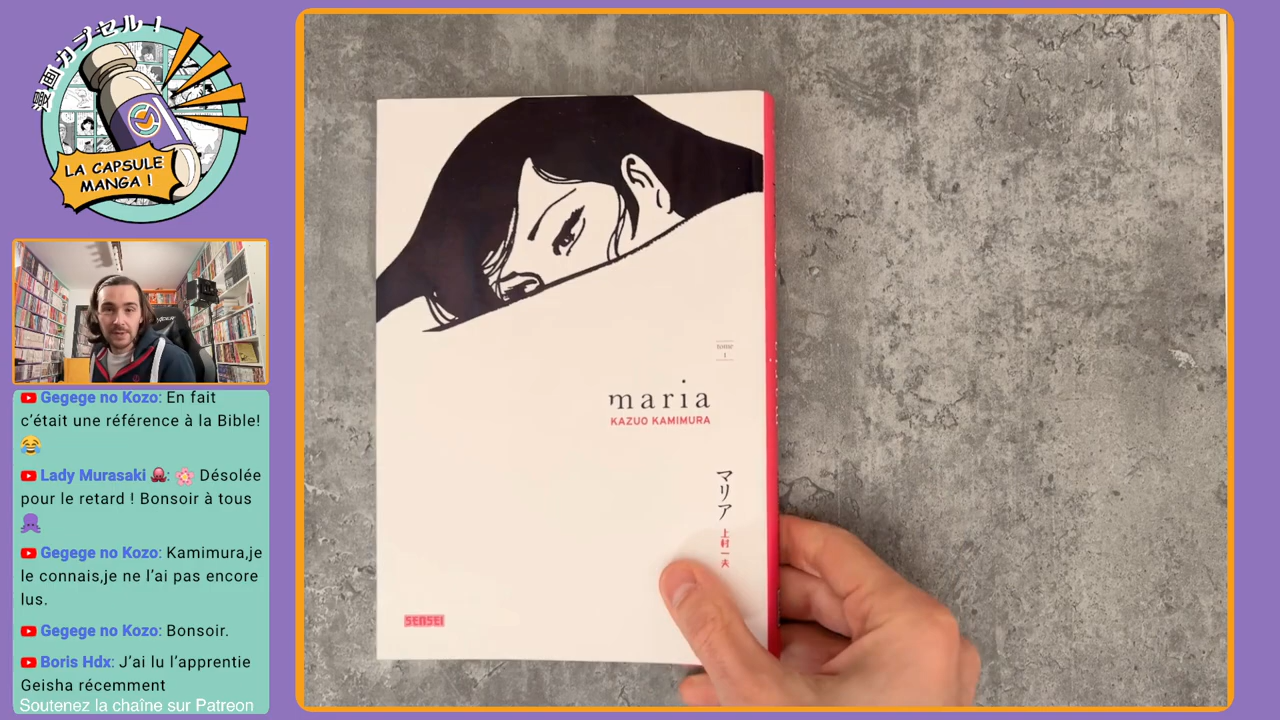 漫画カプセル！
LA CAPSULE
MANGA !
Gegege no Kozo: En fait
c’était une référence à la Bible!
😂
Lady Murasaki 🐙: 🌸 Désolée
pour le retard ! Bonsoir à tous
Gegege no Kozo: Kamimura,je
le connais,je ne l’ai pas encore
lus.
Gegege no Kozo: Bonsoir.
Boris Hdx: J’ai lu l’apprentie
Geisha récemment
Soutenez la chaîne sur Patreon
tome
1
maria
KAZUO KAMIMURA
マリア 上村一夫
SENSEI